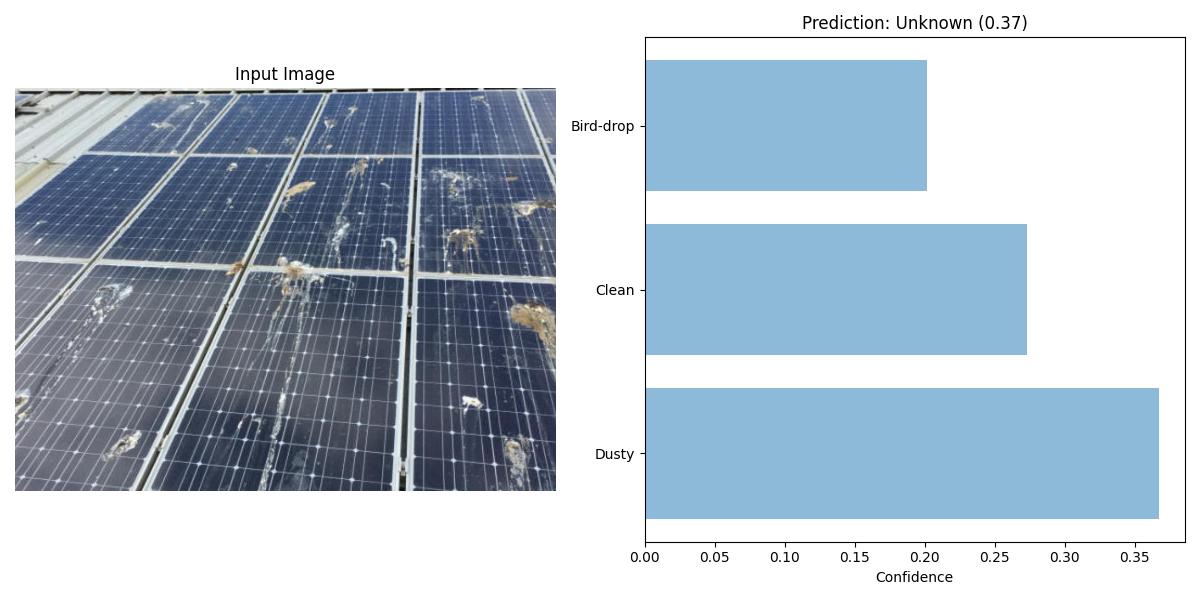 Input Image
Prediction: Unknown (0.37)
Bird-drop
Clean
Dusty
0.00 0.05 0.10 0.15 0.20 0.25 0.30 0.35
Confidence